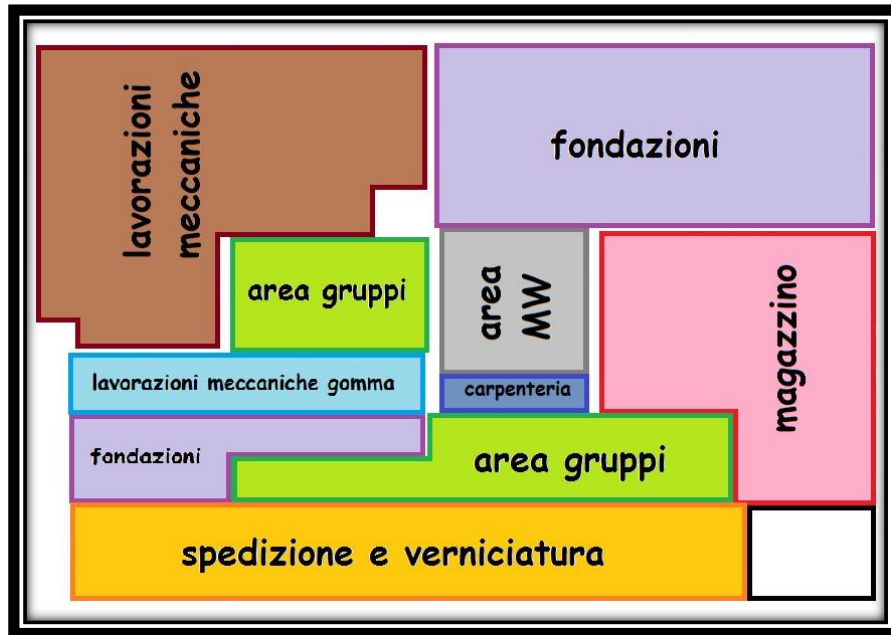 lavorazioni
meccaniche
fondazioni
area gruppi
area
MW
magazzino
lavorazioni meccaniche gomma
carpenteria
fondazioni
area gruppi
spedizione e verniciatura